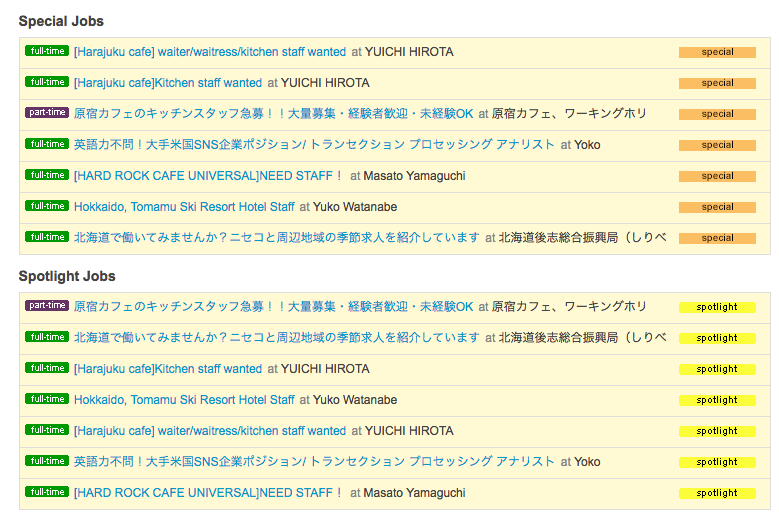 Special Jobs
full-time [Harajuku cafe] waiter/waitress/kitchen staff wanted at YUICHI HIROTA special
full-time [Harajuku cafe]Kitchen staff wanted at YUICHI HIROTA special
part-time 原宿カフェのキッチンスタッフ急募！！大量募集・経験者歓迎・未経験OK at 原宿カフェ、ワーキングホリ special
full-time 英語力不問！大手米国SNS企業ポジション/ トランセクション プロセッシング アナリスト at Yoko special
full-time [HARD ROCK CAFE UNIVERSAL]NEED STAFF！ at Masato Yamaguchi special
full-time Hokkaido, Tomamu Ski Resort Hotel Staff at Yuko Watanabe special
full-time 北海道で働いてみませんか？ニセコと周辺地域の季節求人を紹介しています at 北海道後志総合振興局（しりべ special
Spotlight Jobs
part-time 原宿カフェのキッチンスタッフ急募！！大量募集・経験者歓迎・未経験OK at 原宿カフェ、ワーキングホリ spotlight
full-time 北海道で働いてみませんか？ニセコと周辺地域の季節求人を紹介しています at 北海道後志総合振興局（しりべ spotlight
full-time [Harajuku cafe]Kitchen staff wanted at YUICHI HIROTA spotlight
full-time Hokkaido, Tomamu Ski Resort Hotel Staff at Yuko Watanabe spotlight
full-time [Harajuku cafe] waiter/waitress/kitchen staff wanted at YUICHI HIROTA spotlight
full-time 英語力不問！大手米国SNS企業ポジション/ トランセクション プロセッシング アナリスト at Yoko spotlight
full-time [HARD ROCK CAFE UNIVERSAL]NEED STAFF！ at Masato Yamaguchi spotlight